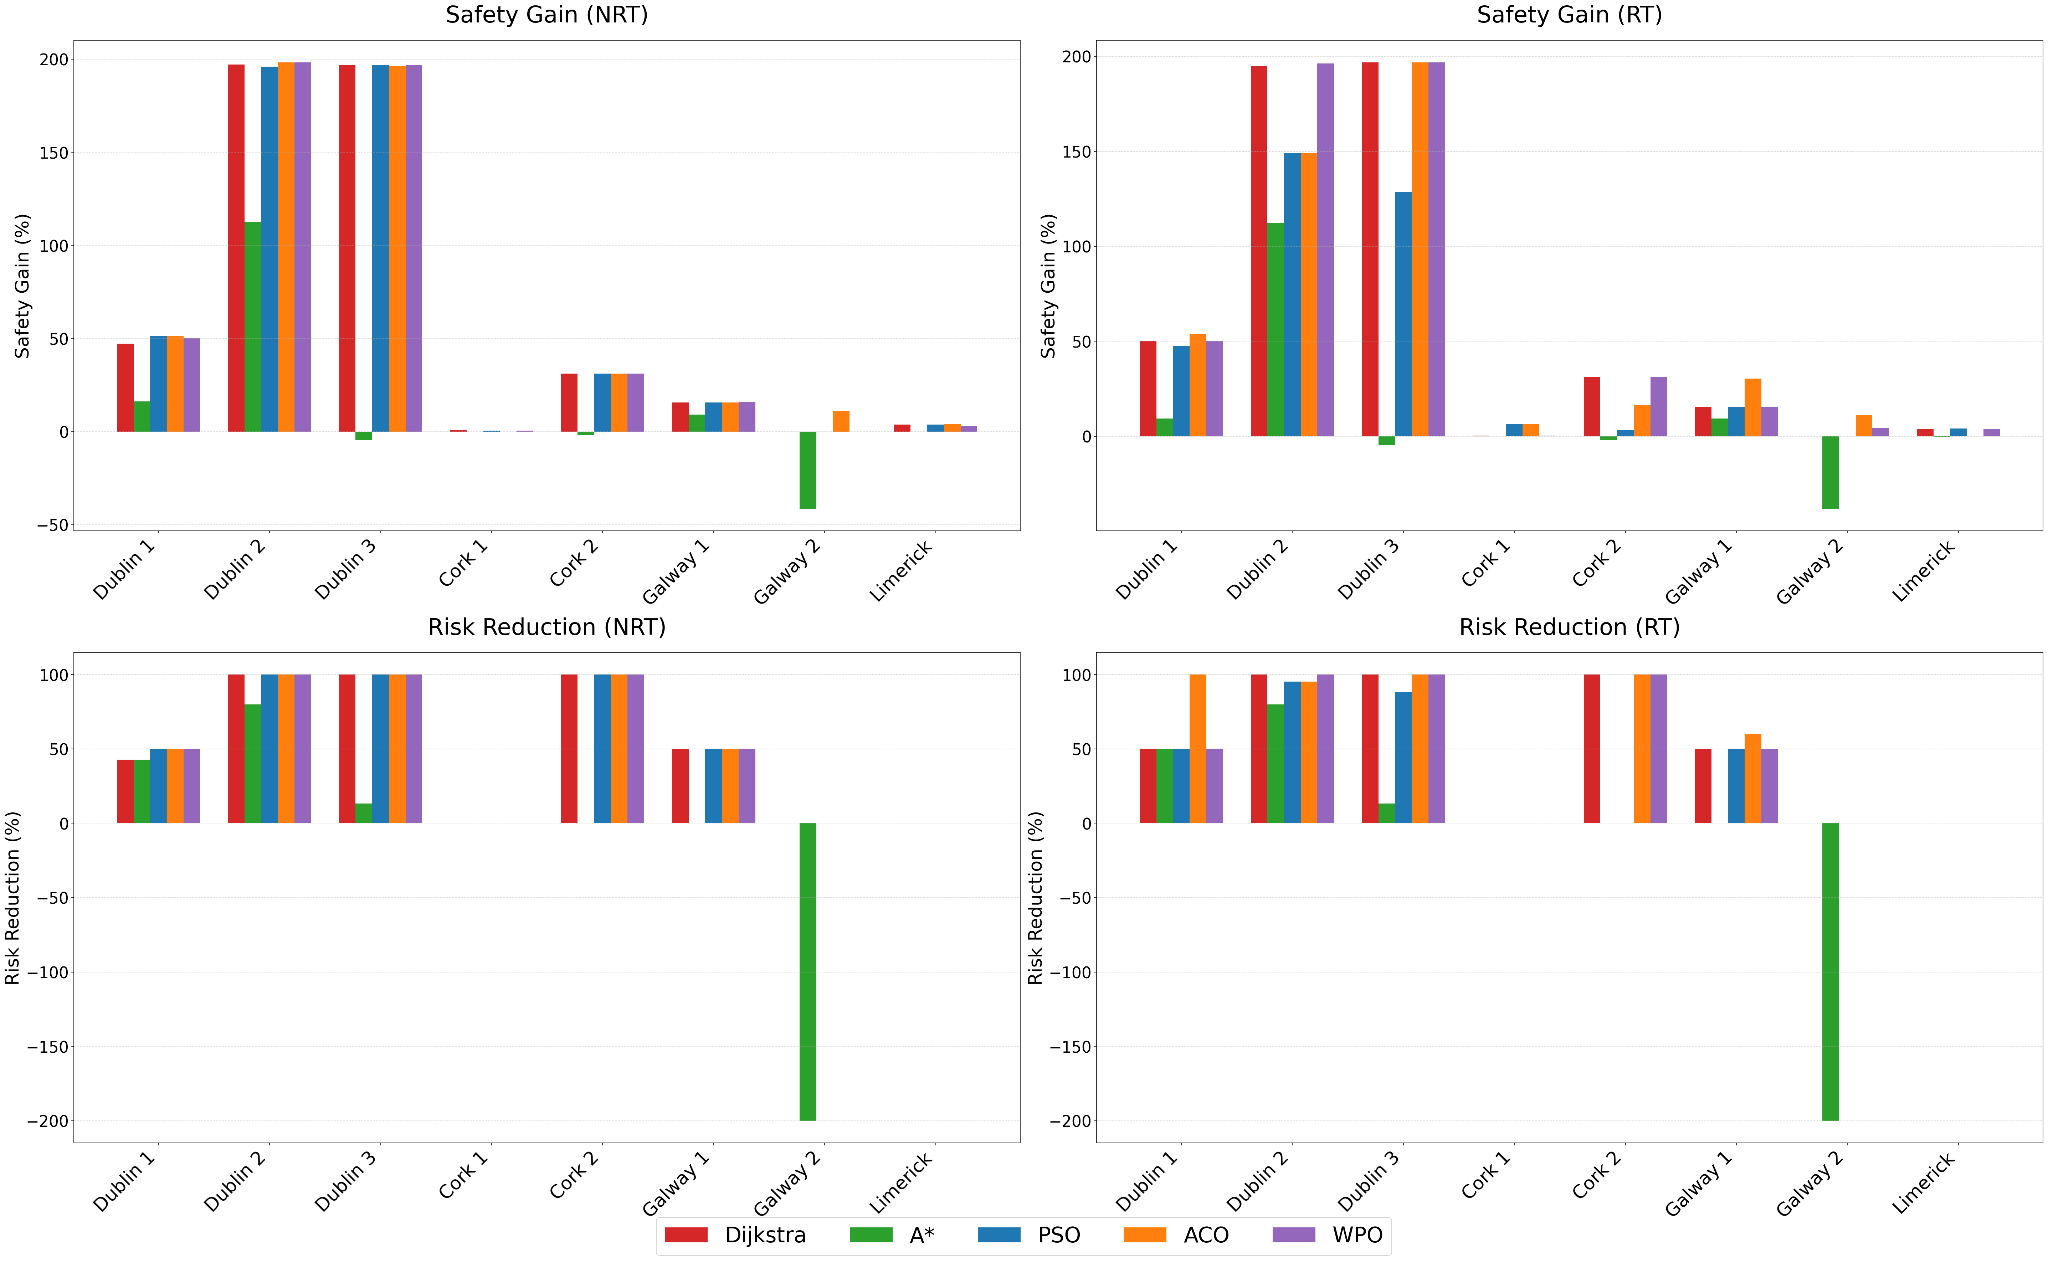 Safety Gain (NRT)
Safety Gain (%)
200
150
100
50
0
−50
Dublin 1
Dublin 2
Dublin 3
Cork 1
Cork 2
Galway 1
Galway 2
Limerick
Safety Gain (RT)
Safety Gain (%)
200
150
100
50
0
Dublin 1
Dublin 2
Dublin 3
Cork 1
Cork 2
Galway 1
Galway 2
Limerick
Risk Reduction (NRT)
Risk Reduction (%)
100
50
0
−50
−100
−150
−200
Dublin 1
Dublin 2
Dublin 3
Cork 1
Cork 2
Galway 1
Galway 2
Limerick
Risk Reduction (RT)
Risk Reduction (%)
100
50
0
−50
−100
−150
−200
Dublin 1
Dublin 2
Dublin 3
Cork 1
Cork 2
Galway 1
Galway 2
Limerick
Dijkstra A* PSO ACO WPO